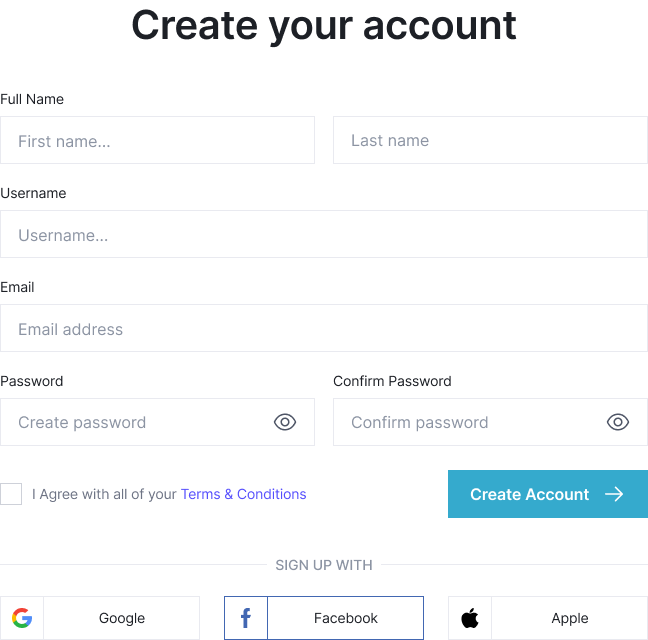 Create your account
Full Name
First name...
Last name
Username
Username...
Email
Email address
Password
Confirm Password
Create password
Confirm password
I Agree with all of your Terms & Conditions
Create Account
SIGN UP WITH
Google
Facebook
Apple